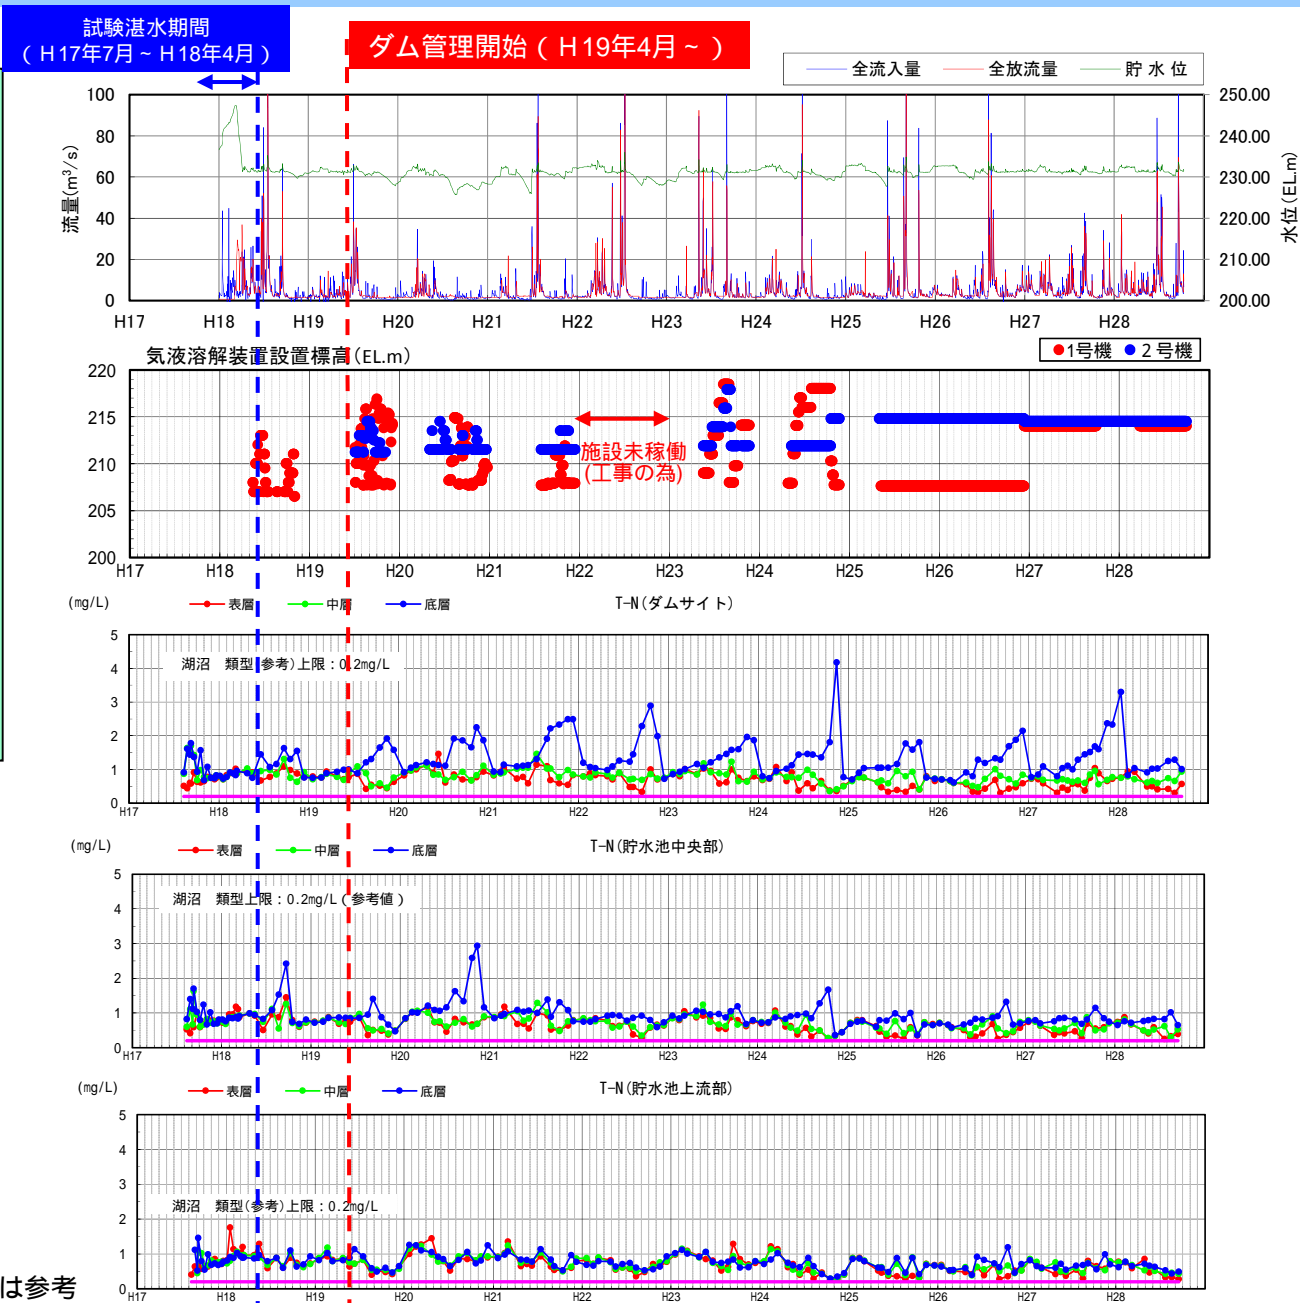 試験湛水期間
（H17年7月～H18年4月）
ダム管理開始（H19年4月～ ）
全流入量 全放流量 貯水位
100 80 60 40 20 0
流量(m³/s)
250.00 240.00 230.00 220.00 210.00 200.00
水位(EL.m)
H17 H18 H19 H20 H21 H22 H23 H24 H25 H26 H27 H28
気液溶解装置設置標高(EL.m)
1号機 2号機
220 215 210 205 200
施設未稼働
(工事の為)
H17 H18 H19 H20 H21 H22 H23 H24 H25 H26 H27 H28
(mg/L) 表層 中層 底層 T-N(ダムサイト)
5 4 3 2 1 0
湖沼 類型(参考)上限：0.2mg/L
H17 H18 H19 H20 H21 H22 H23 H24 H25 H26 H27 H28
(mg/L) 表層 中層 底層 T-N(貯水池中央部)
5 4 3 2 1 0
湖沼 類型上限：0.2mg/L(参考値)
H17 H18 H19 H20 H21 H22 H23 H24 H25 H26 H27 H28
(mg/L) 表層 中層 底層 T-N(貯水池上流部)
5 4 3 2 1 0
湖沼 類型(参考)上限：0.2mg/L
H17 H18 H19 H20 H21 H22 H23 H24 H25 H26 H27 H28
は参考